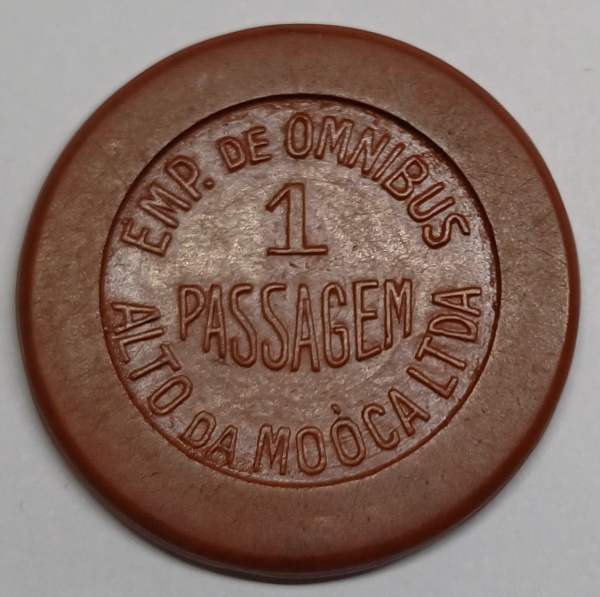 EMP. DE OMNIBUS
1
PASSAGEM
ALTO DA MOÒCA LTDA